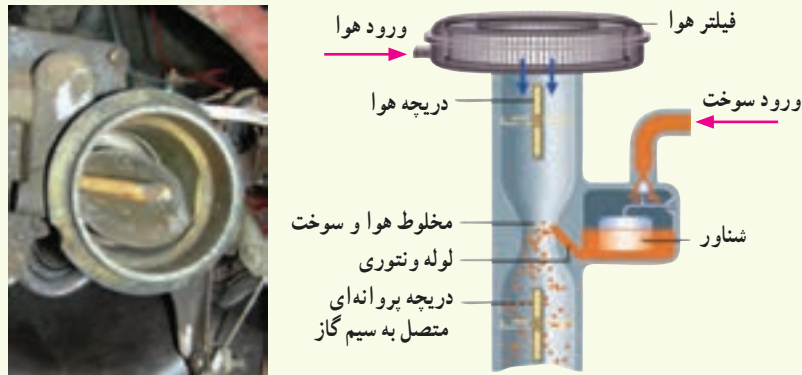 فیلتر هوا
ورود هوا
ورود سوخت
دریچه هوا
مخلوط هوا و سوخت
شناور
لوله ونتوری
دریچه پروانه‌ای
متصل به سیم گاز